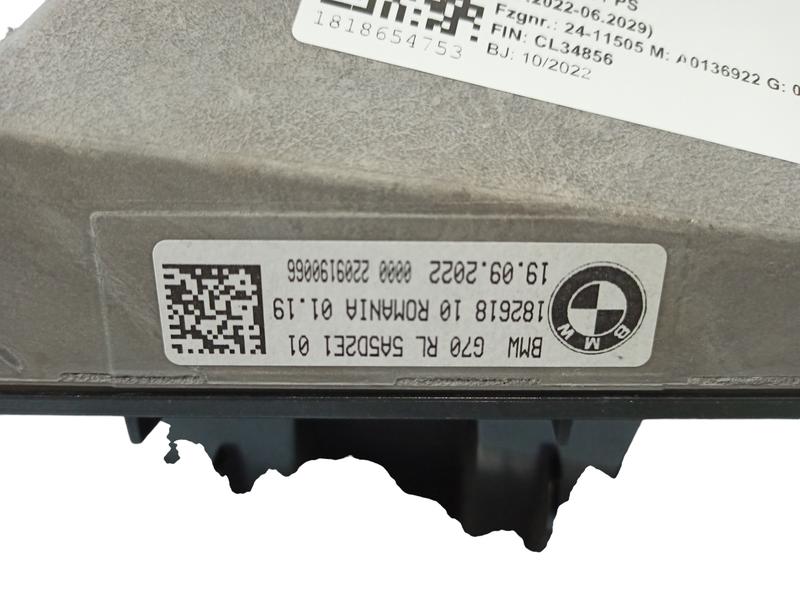 PS
2022-06.2029)
Fzgnr.: 24-11505 M: A0136922 G: 0
FIN: CL34856
BJ: 10/2022
1818654753
BMW G70 RL 5A5D2E1 01
182618 10 ROMANIA 01.19
19.09.2022 0000 2209190066
BMW